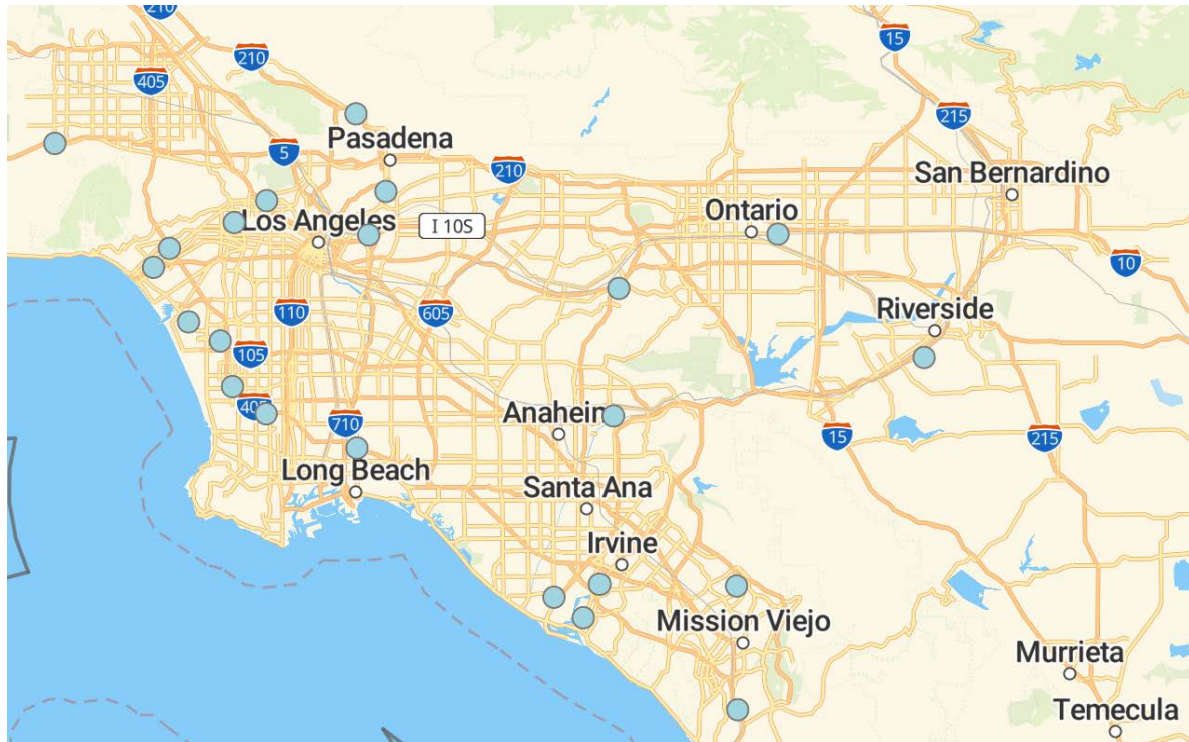 210
15
210
405
215
Pasadena
5
210
San Bernardino
Ontario
Los Angeles
I 10S
10
110
605
Riverside
105
405
Anaheim
710
15
215
Long Beach
Santa Ana
Irvine
Mission Viejo
Murrieta
Temecula